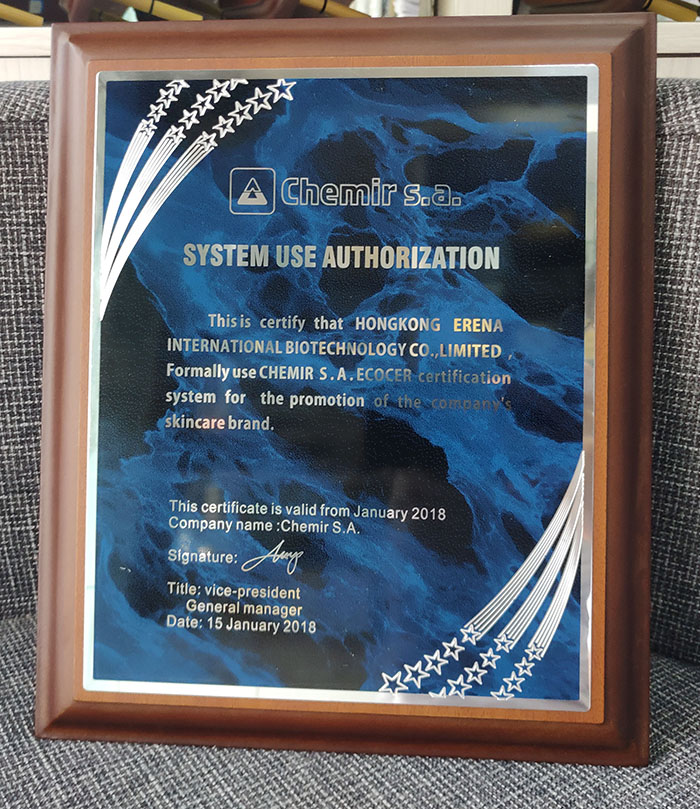 Chemir s.a.
SYSTEM USE AUTHORIZATION
This is certify that HONGKONG ERENA
INTERNATIONAL BIOTECHNOLOGY CO.,LIMITED ,
Formally use CHEMIR S.A.ECOCER certification
system for the promotion of the company's
skincare brand.
This certificate is valid from January 2018
Company name :Chemir S.A.
Signature:
Title: vice-president
General manager
Date: 15 January 2018